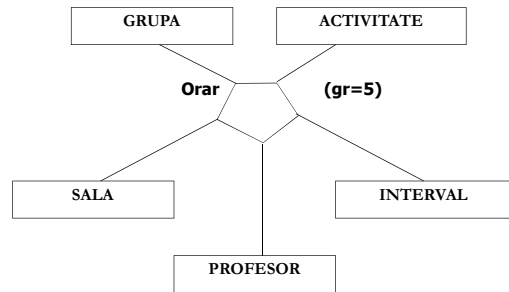 GRUPA
ACTIVITATE
Orar
(gr=5)
SALA
INTERVAL
PROFESOR